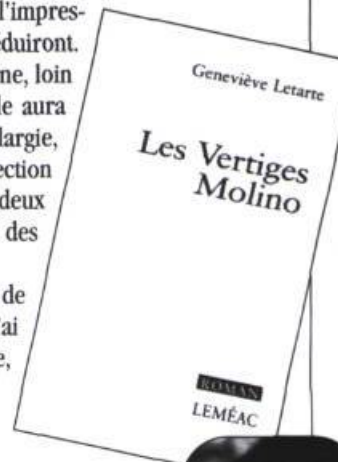 l'impres-
duiront.
ne, loin
le aura
largie,
ection
deux
des
de
'ai
e,
Geneviève Letarte
Les Vertiges
Molino
ROMAN
LEMÉAC